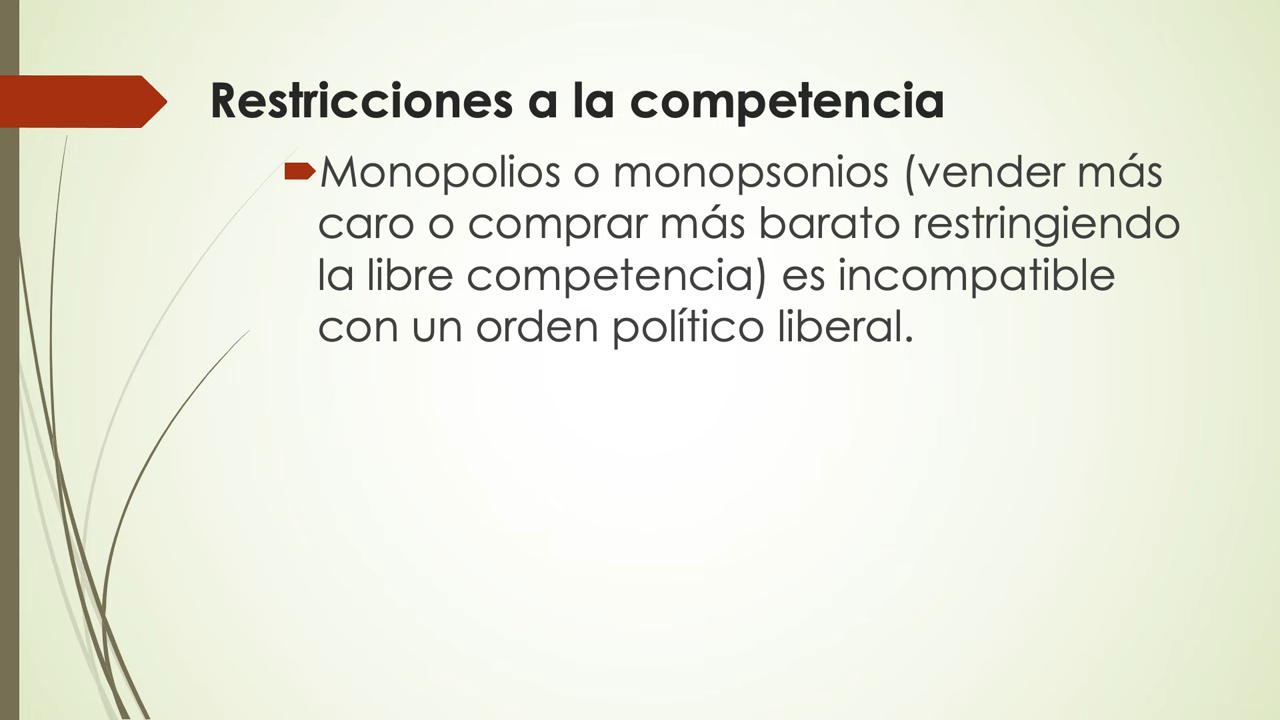 Restricciones a la competencia
Monopolios o monopsonios (vender más
caro o comprar más barato restringiendo
la libre competencia) es incompatible
con un orden político liberal.